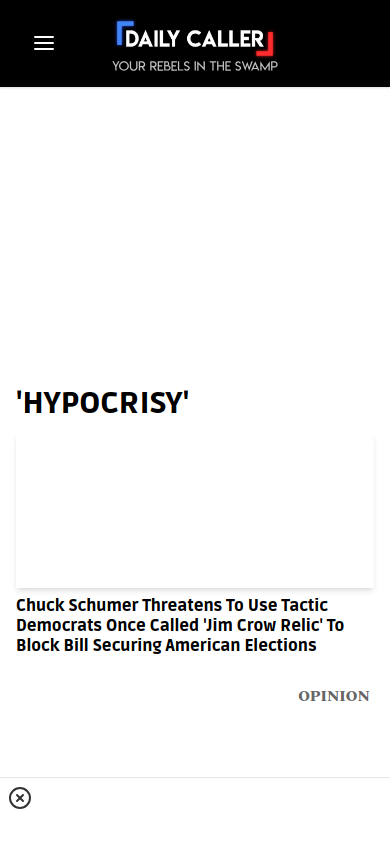 DAILY CALLER
YOUR REBELS IN THE SWAMP
'HYPOCRISY'
Chuck Schumer Threatens To Use Tactic
Democrats Once Called 'Jim Crow Relic' To
Block Bill Securing American Elections
OPINION